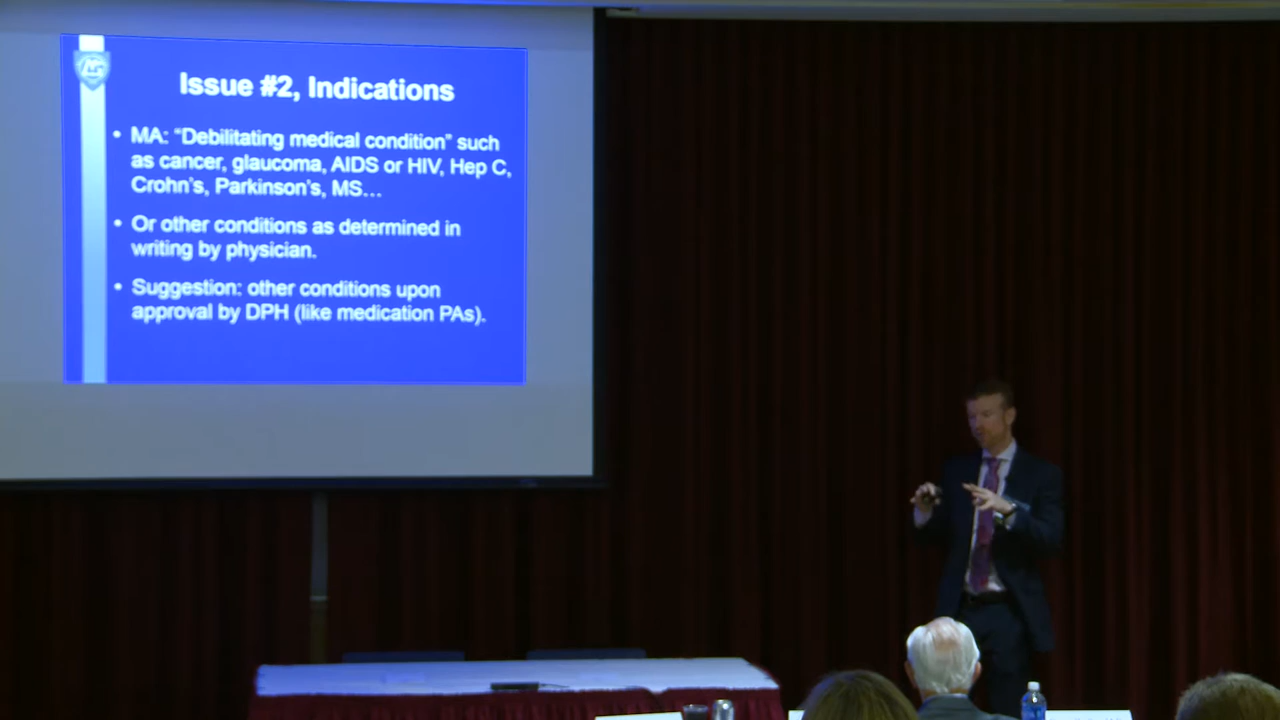 Issue #2, Indications
• MA: “Debilitating medical condition” such
as cancer, glaucoma, AIDS or HIV, Hep C,
Crohn’s, Parkinson’s, MS…
• Or other conditions as determined in
writing by physician.
• Suggestion: other conditions upon
approval by DPH (like medication PAs).